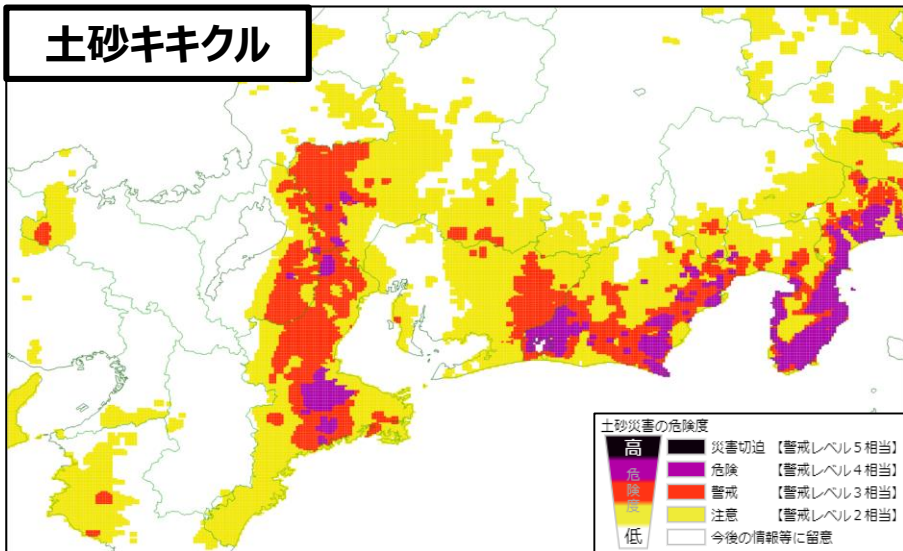 土砂キキクル
土砂災害の危険度
高
危険度
低
災害切迫 【警戒レベル5相当】
危険 【警戒レベル4相当】
警戒 【警戒レベル3相当】
注意 【警戒レベル2相当】
今後の情報等に留意